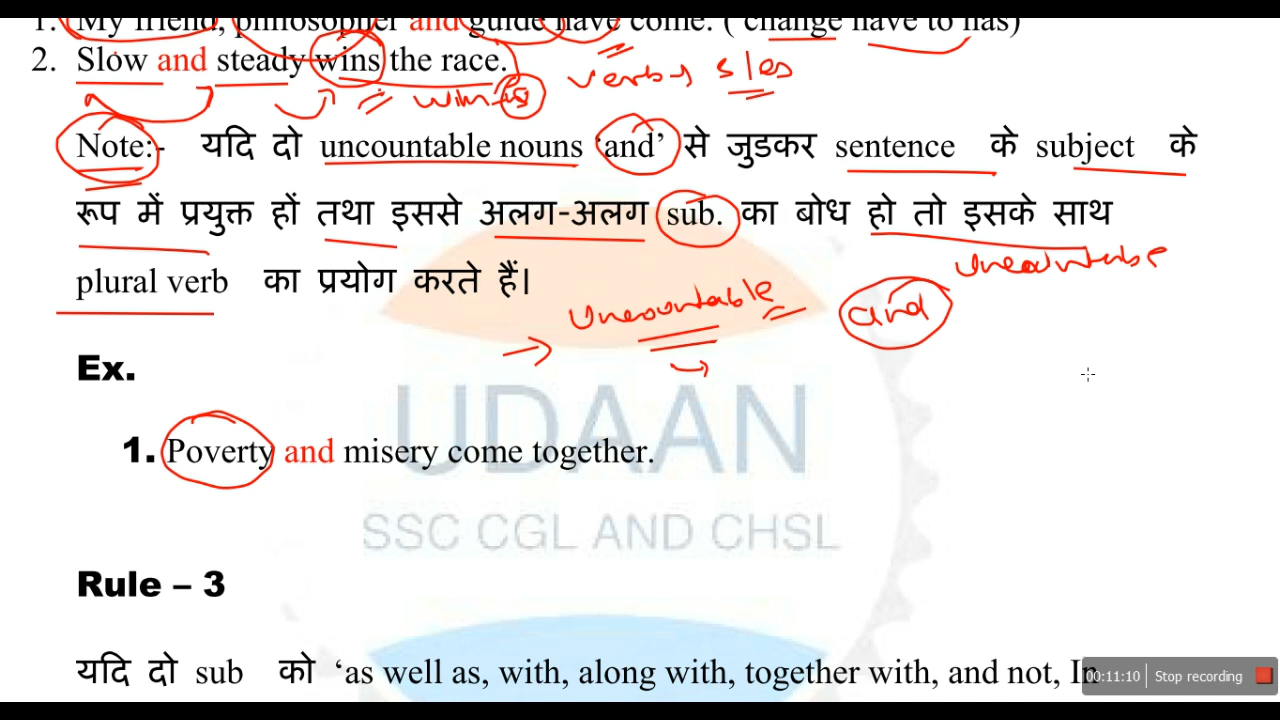 1. My friend, philosopher and guide have come. ( change have to has)
2. Slow and steady wins the race.
verb s/es
Note:- यदि दो uncountable nouns ‘and’ से जुडकर sentence के subject के
रूप में प्रयुक्त हों तथा इससे अलग-अलग sub. का बोध हो तो इसके साथ
plural verb का प्रयोग करते हैं।
Uncountable and
Ex.
1. Poverty and misery come together.
UDAAN
SSC CGL AND CHSL
Rule – 3
यदि दो sub को ‘as well as, with, along with, together with, and not, In
00:11:10 Stop recording